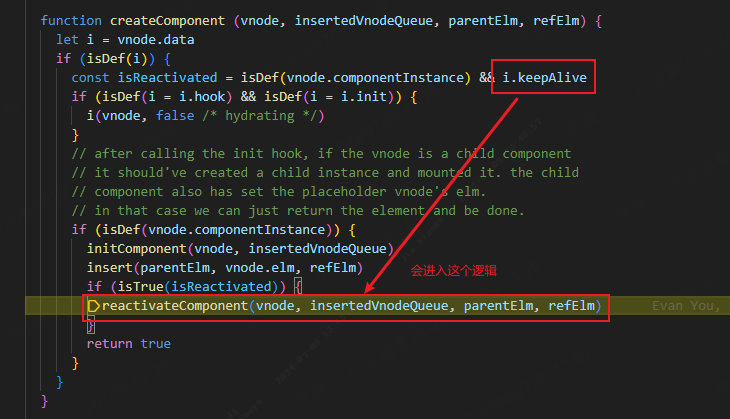 function createComponent (vnode, insertedVnodeQueue, parentElm, refElm) {
let i = vnode.data
if (isDef(i)) {
const isReactivated = isDef(vnode.componentInstance) && i.keepAlive
if (isDef(i = i.hook) && isDef(i = i.init)) {
i(vnode, false /* hydrating */)
}
// after calling the init hook, if the vnode is a child component
// it should've created a child instance and mounted it. the child
// component also has set the placeholder vnode's elm.
// in that case we can just return the element and be done.
if (isDef(vnode.componentInstance)) {
initComponent(vnode, insertedVnodeQueue)
insert(parentElm, vnode.elm, refElm)
会进入这个逻辑
if (isTrue(isReactivated)) {
reactivateComponent(vnode, insertedVnodeQueue, parentElm, refElm) Evan You,
}
return true
}
}
}